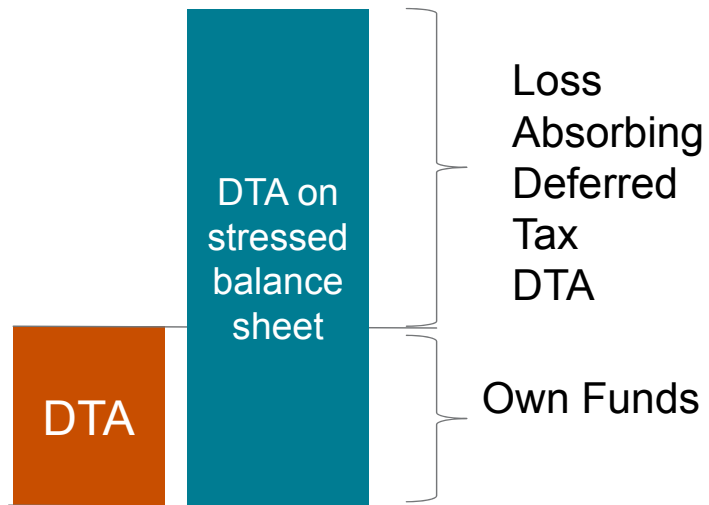 DTA
DTA on
stressed
balance
sheet
Loss
Absorbing
Deferred
Tax
DTA
Own Funds